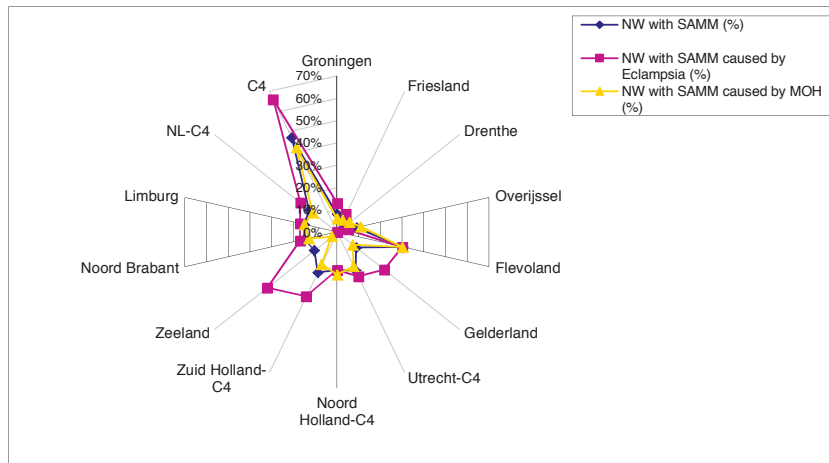 NW with SAMM (%)
NW with SAMM caused by
Eclampsia (%)
NW with SAMM caused by MOH
(%)
Groningen
C4
Friesland
NL-C4
Drenthe
Limburg
Overijssel
Noord Brabant
Flevoland
Zeeland
Gelderland
Zuid Holland-
C4
Utrecht-C4
Noord
Holland-C4
70%
60%
50%
40%
30%
20%
10%
0%